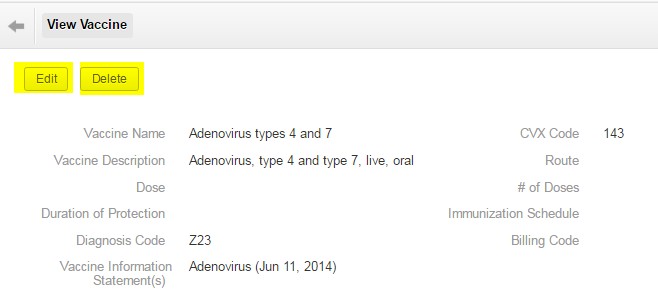 View Vaccine
Edit Delete
Vaccine Name Adenovirus types 4 and 7 CVX Code 143
Vaccine Description Adenovirus, type 4 and type 7, live, oral Route
Dose # of Doses
Duration of Protection Immunization Schedule
Diagnosis Code Z23 Billing Code
Vaccine Information Adenovirus (Jun 11, 2014)
Statement(s)